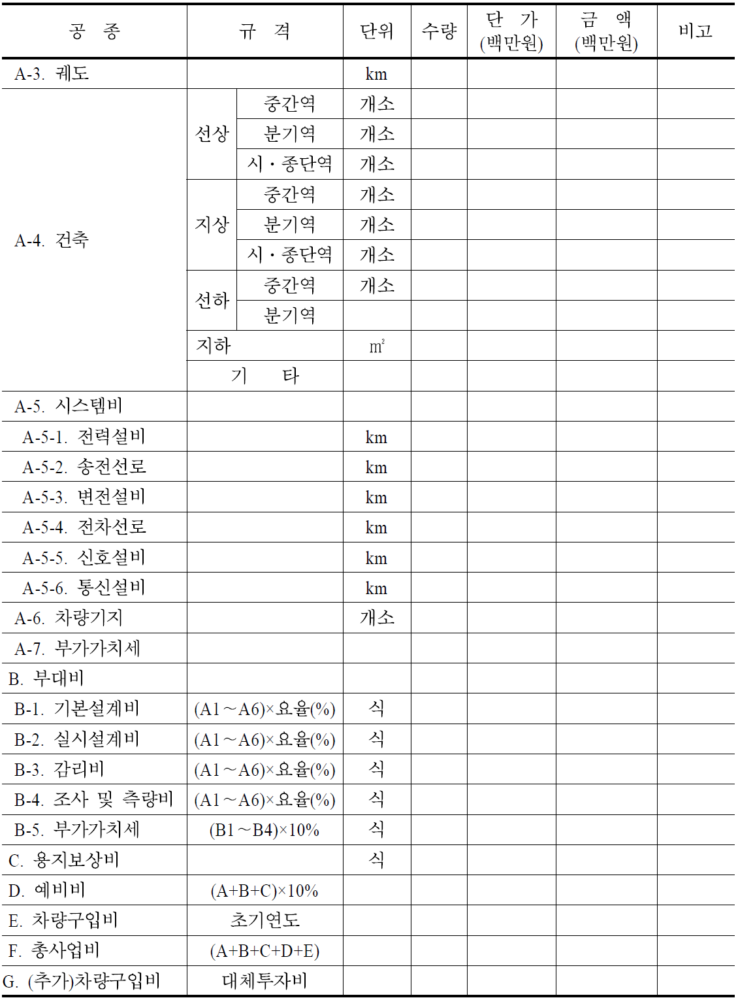 공 종 규 격 단위 수량 단 가 (백만원) 금 액 (백만원) 비고
A-3. 궤도 km
A-4. 건축 선상 중간역 개소
분기역 개소
시·종단역 개소
지상 중간역 개소
분기역 개소
시·종단역 개소
선하 중간역 개소
분기역
지하 ㎡
기 타
A-5. 시스템비
A-5-1. 전력설비 km
A-5-2. 송전선로 km
A-5-3. 변전설비 km
A-5-4. 전차선로 km
A-5-5. 신호설비 km
A-5-6. 통신설비 km
A-6. 차량기지 개소
A-7. 부가가치세
B. 부대비
B-1. 기본설계비 (A1～A6)×요율(%) 식
B-2. 실시설계비 (A1～A6)×요율(%) 식
B-3. 감리비 (A1～A6)×요율(%) 식
B-4. 조사 및 측량비 (A1～A6)×요율(%) 식
B-5. 부가가치세 (B1～B4)×10% 식
C. 용지보상비 식
D. 예비비 (A+B+C)×10%
E. 차량구입비 초기연도
F. 총사업비 (A+B+C+D+E)
G. (추가)차량구입비 대체투자비